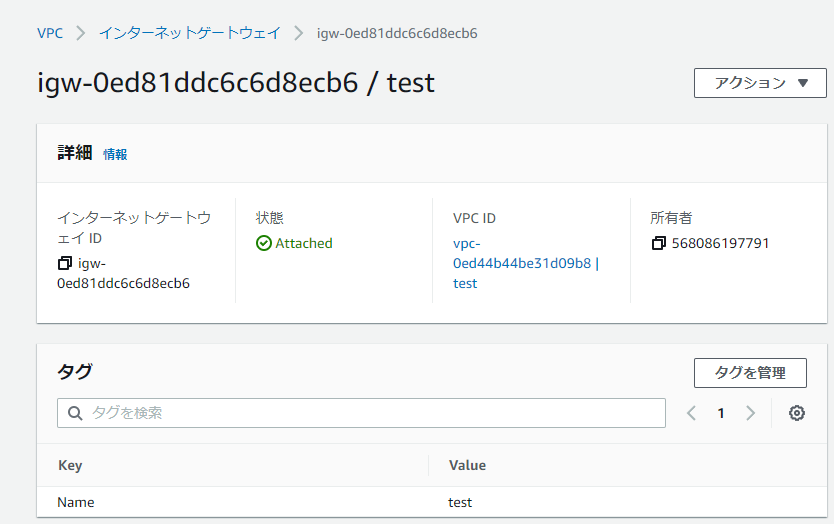 VPC > インターネットゲートウェイ > igw-0ed81ddc6c6d8ecb6
igw-0ed81ddc6c6d8ecb6 / test
アクション ▼
詳細 情報
インターネットゲートウ
ェイ ID
igw-
0ed81ddc6c6d8ecb6
状態
Attached
VPC ID
vpc-
0ed44b44be31d09b8 |
test
所有者
568086197791
タグ
タグを管理
タグを検索
< 1 >
Key Value
Name test